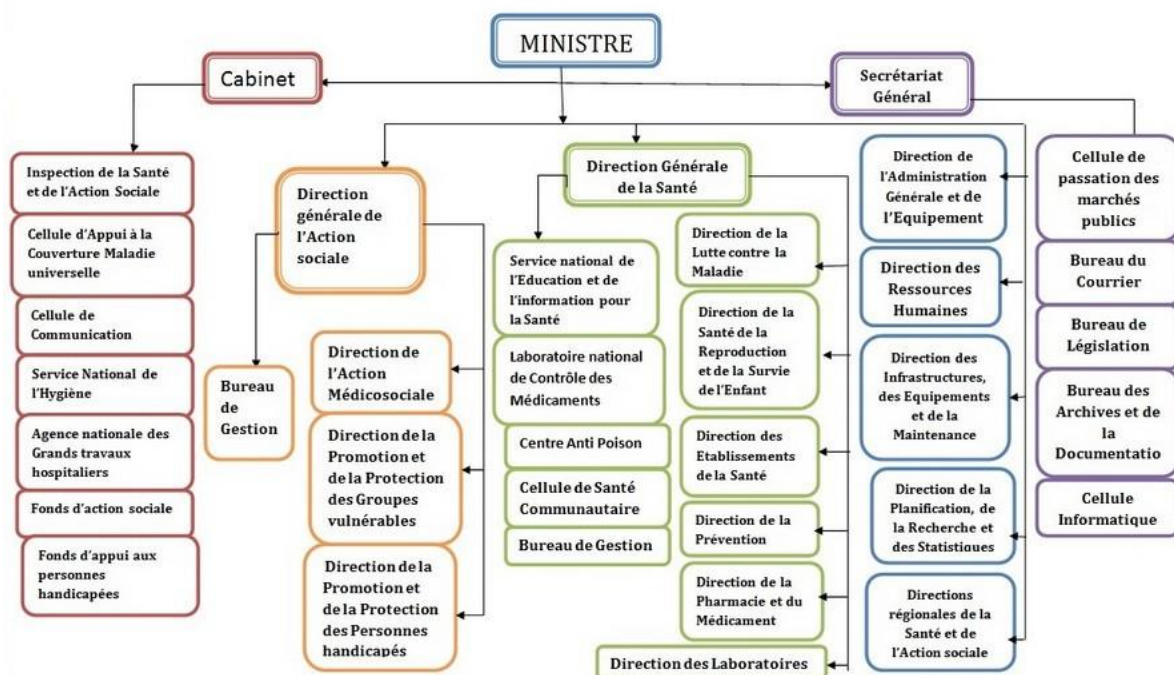 MINISTRE
Cabinet
Secrétariat
Général
Inspection de la Santé
et de l'Action Sociale
Cellule d'Appui à la
Couverture Maladie
universelle
Cellule de
Communication
Service National de
l'Hygiène
Agence nationale des
Grands travaux
hospitaliers
Fonds d'action sociale
Fonds d'appui aux
personnes
handicapées
Direction
générale de
l'Action
sociale
Bureau
de
Gestion
Direction de
l'Action
Médicosociale
Direction de la
Promotion et
de la Protection
des Groupes
vulnérables
Direction de la
Promotion et
de la Protection
des Personnes
handicapés
Direction Générale
de la Santé
Service national de
l'Education et de
l'information pour
la Santé
Laboratoire national
de Contrôle des
Médicaments
Centre Anti Poison
Cellule de Santé
Communautaire
Bureau de Gestion
Direction de la
Lutte contre la
Maladie
Direction de la
Santé de la
Reproduction
et de la Survie
de l'Enfant
Direction des
Etablissements
de la Santé
Direction de la
Prévention
Direction de la
Pharmacie et du
Médicament
Direction des Laboratoires
Direction de
l'Administration
Générale et de
l'Equipement
Direction des
Ressources
Humaines
Direction des
Infrastructures,
des Equipements
et de la
Maintenance
Direction de la
Planification, de
la Recherche et
des Statistiques
Directions
régionales de la
Santé et de
l'Action sociale
Cellule de
passation des
marchés
publics
Bureau du
Courrier
Bureau de
Législation
Bureau des
Archives et de
la
Documentatio
Cellule
Informatique